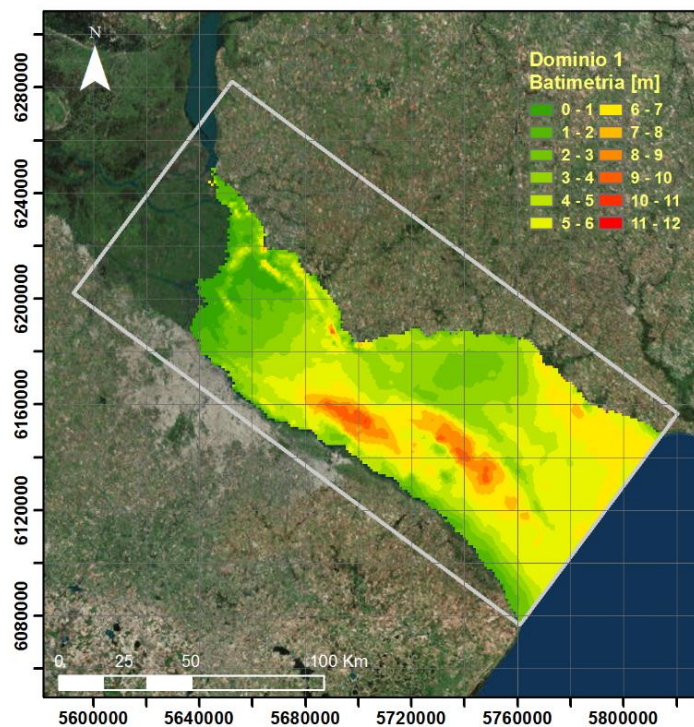 N
Dominio 1
Batimetria [m]
0 - 1 6 - 7
1 - 2 7 - 8
2 - 3 8 - 9
3 - 4 9 - 10
4 - 5 10 - 11
5 - 6 11 - 12
6280000
6240000
6200000
6160000
6120000
6080000
0 25 50 100 Km
5600000 5640000 5680000 5720000 5760000 5800000